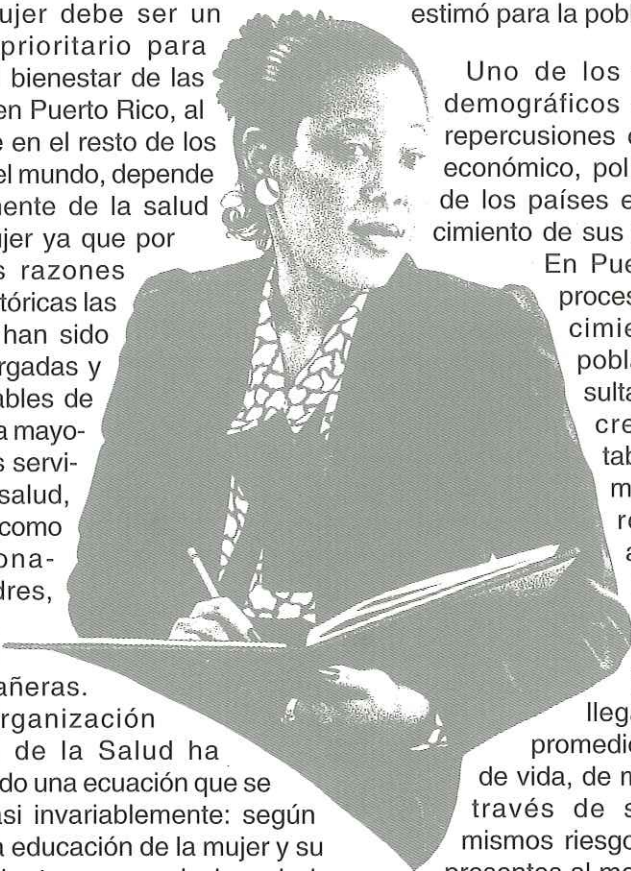 ujer debe ser un
prioritario para
bienestar de las
en Puerto Rico, al
e en el resto de los
el mundo, depende
mente de la salud
ujer ya que por
s razones
tóricas las
han sido
rgadas y
ables de
a mayo-
s servi-
salud,
como
ona-
dres,
añeras.
rganización
de la Salud ha
do una ecuación que se
asi invariablemente: según
a educación de la mujer y su
estimó para la pobl
Uno de los
demográficos
repercusiones
económico, pol
de los países e
cimiento de sus
En Pue
proces
cimie
pobla
sulta
cre
tab
m
r
a
llega
promedio
de vida, de m
través de s
mismos riesgo